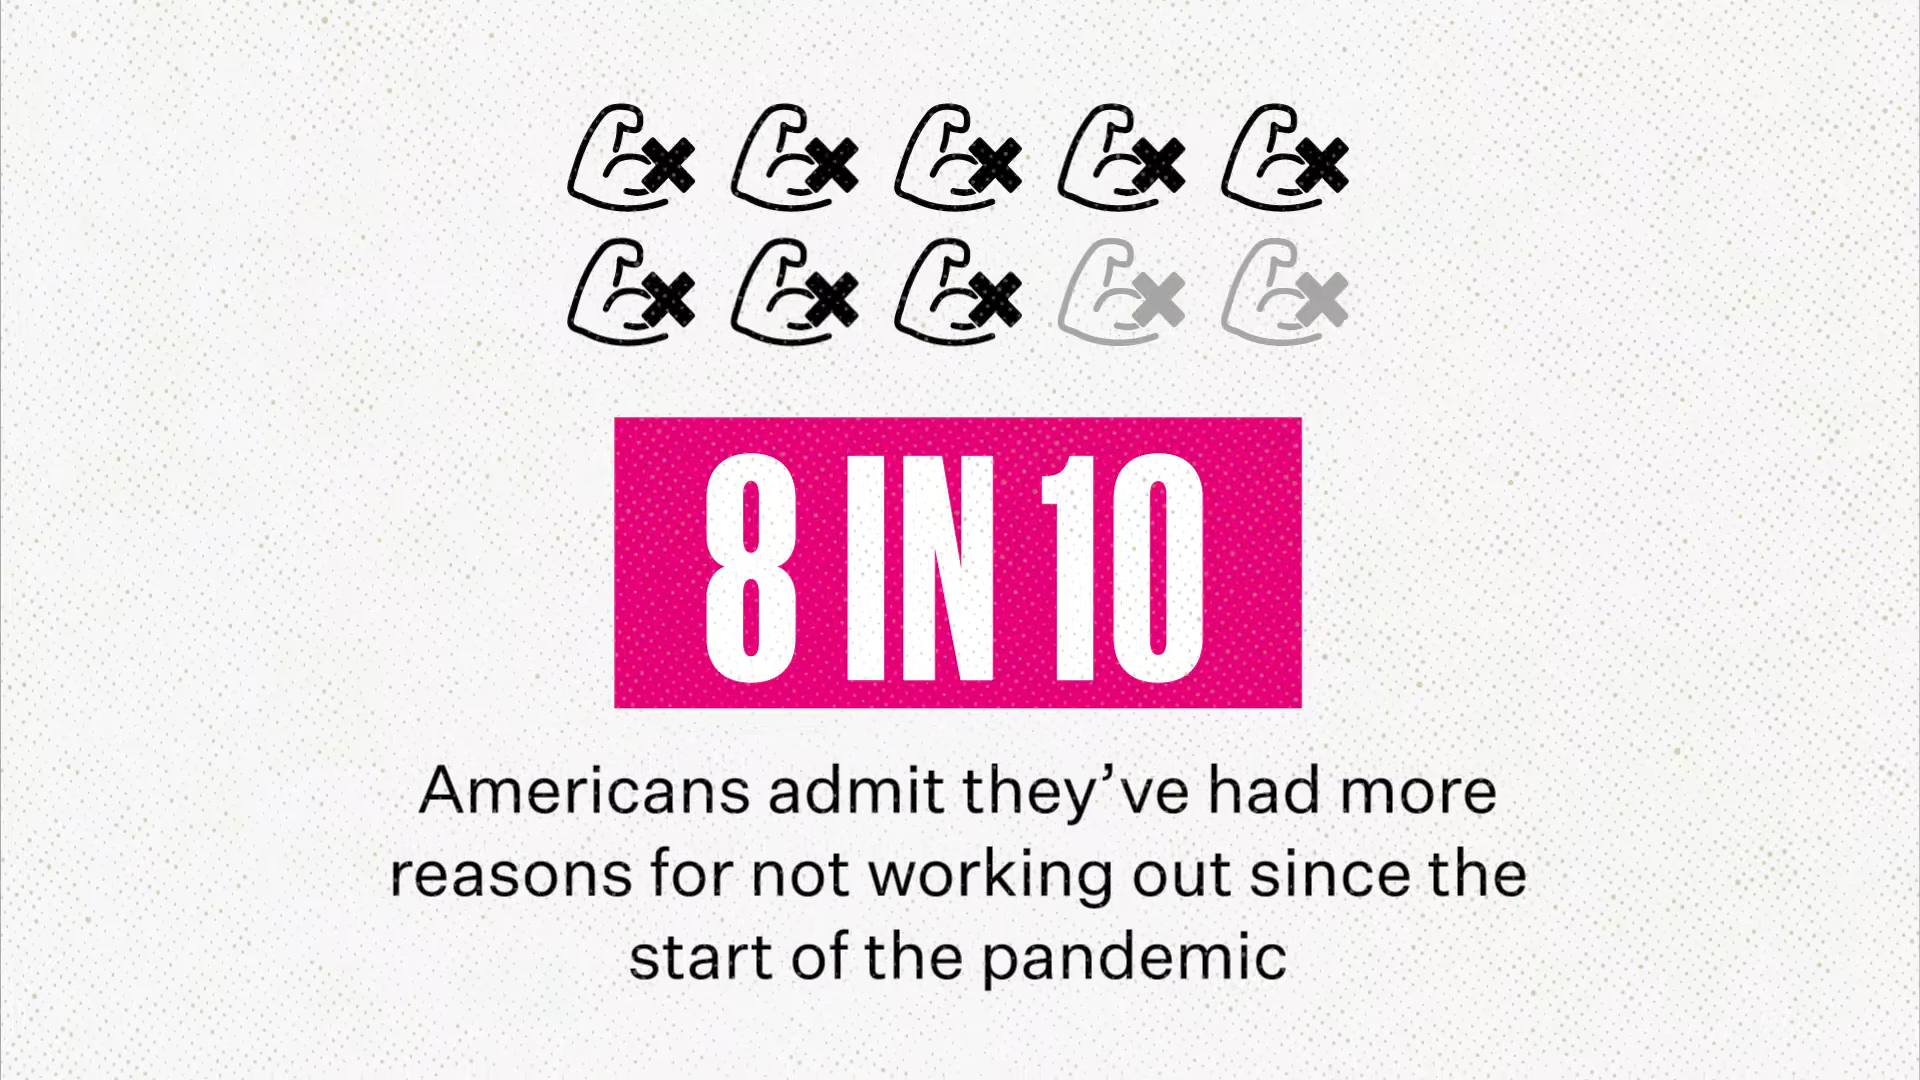 8 IN 10
Americans admit they’ve had more
reasons for not working out since the
start of the pandemic